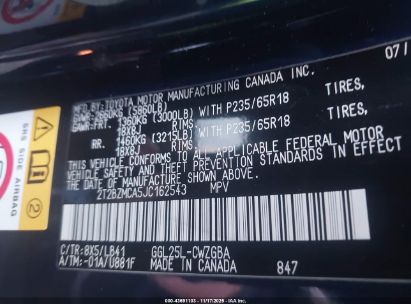 MFD.BY:TOYOTA MOTOR MANUFACTURING CANADA INC. 07/
GVWR:2660KG (5860LB)
GAWR:FRT. 1360KG (3000LB) WITH P235/65R18 TIRES,
18X8J RIMS
RR. 1460KG (3215LB) WITH P235/65R18 TIRES,
18X8J RIMS
THIS VEHICLE CONFORMS TO ALL APPLICABLE FEDERAL MOTOR
VEHICLE SAFETY AND THEFT PREVENTION STANDARDS IN EFFECT
ON THE DATE OF MANUFACTURE SHOWN ABOVE.
2T2BZMCA5JC162543 MPV
C/TR:8X5/LB41 GGL25L-CWZGBA
A/TM:-01A/U881F MADE IN CANADA 847
SRS SIDE AIRBAG